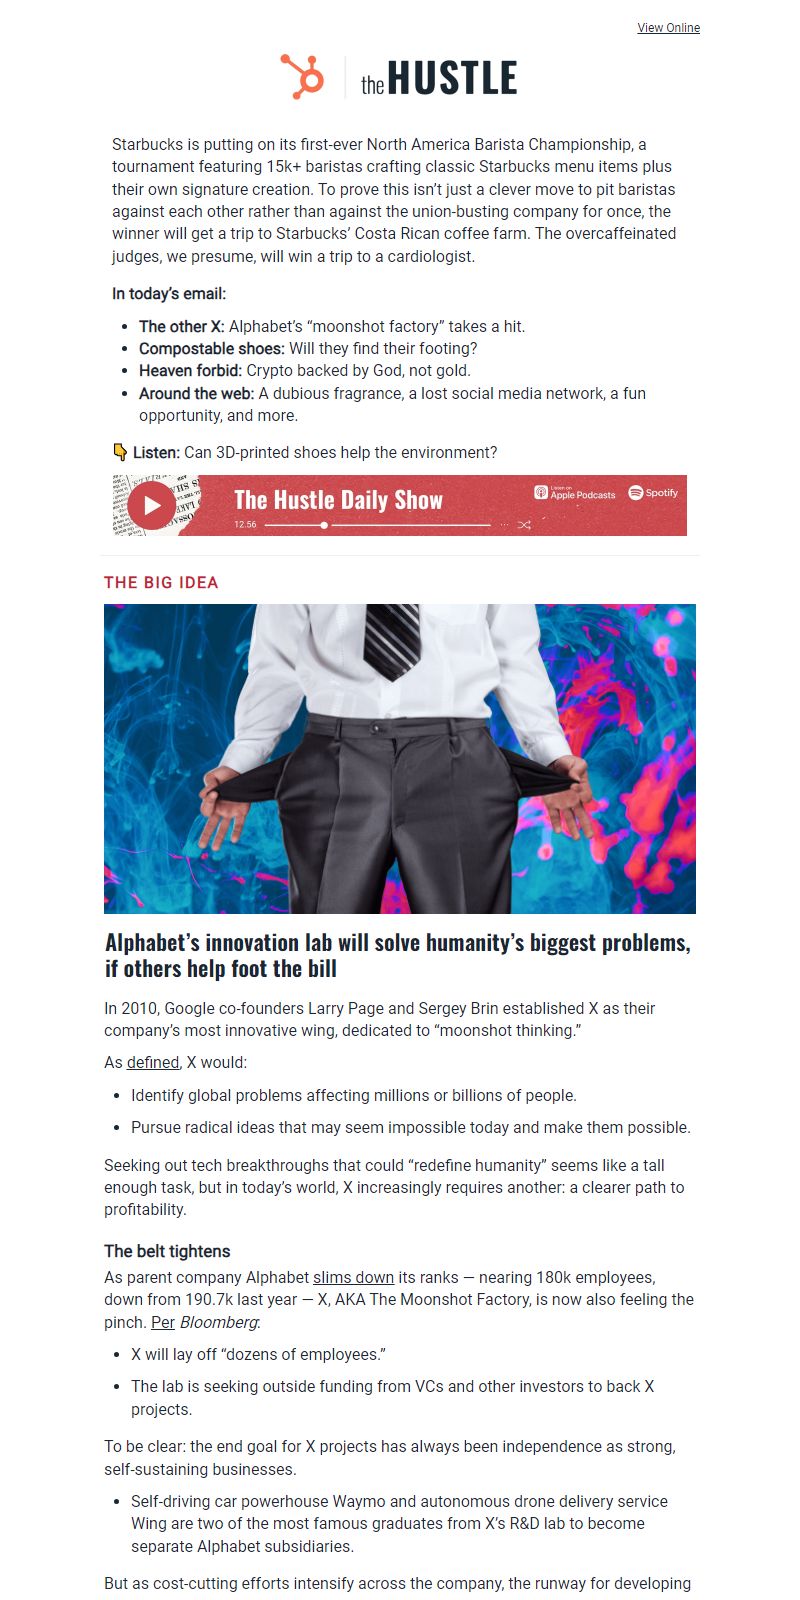 View Online
the HUSTLE
Starbucks is putting on its first-ever North America Barista Championship, a
tournament featuring 15k+ baristas crafting classic Starbucks menu items plus
their own signature creation. To prove this isn’t just a clever move to pit baristas
against each other rather than against the union-busting company for once, the
winner will get a trip to Starbucks’ Costa Rican coffee farm. The overcaffeinated
judges, we presume, will win a trip to a cardiologist.
In today’s email:
• The other X: Alphabet’s “moonshot factory” takes a hit.
• Compostable shoes: Will they find their footing?
• Heaven forbid: Crypto backed by God, not gold.
• Around the web: A dubious fragrance, a lost social media network, a fun
opportunity, and more.
👇 Listen: Can 3D-printed shoes help the environment?
The Hustle Daily Show
Listen on
Apple Podcasts
Spotify
12.56
THE BIG IDEA
Alphabet’s innovation lab will solve humanity’s biggest problems,
if others help foot the bill
In 2010, Google co-founders Larry Page and Sergey Brin established X as their
company’s most innovative wing, dedicated to “moonshot thinking.”
As defined, X would:
• Identify global problems affecting millions or billions of people.
• Pursue radical ideas that may seem impossible today and make them possible.
Seeking out tech breakthroughs that could “redefine humanity” seems like a tall
enough task, but in today’s world, X increasingly requires another: a clearer path to
profitability.
The belt tightens
As parent company Alphabet slims down its ranks — nearing 180k employees,
down from 190.7k last year — X, AKA The Moonshot Factory, is now also feeling the
pinch. Per Bloomberg:
• X will lay off “dozens of employees.”
• The lab is seeking outside funding from VCs and other investors to back X
projects.
To be clear: the end goal for X projects has always been independence as strong,
self-sustaining businesses.
• Self-driving car powerhouse Waymo and autonomous drone delivery service
Wing are two of the most famous graduates from X’s R&D lab to become
separate Alphabet subsidiaries.
But as cost-cutting efforts intensify across the company, the runway for developing